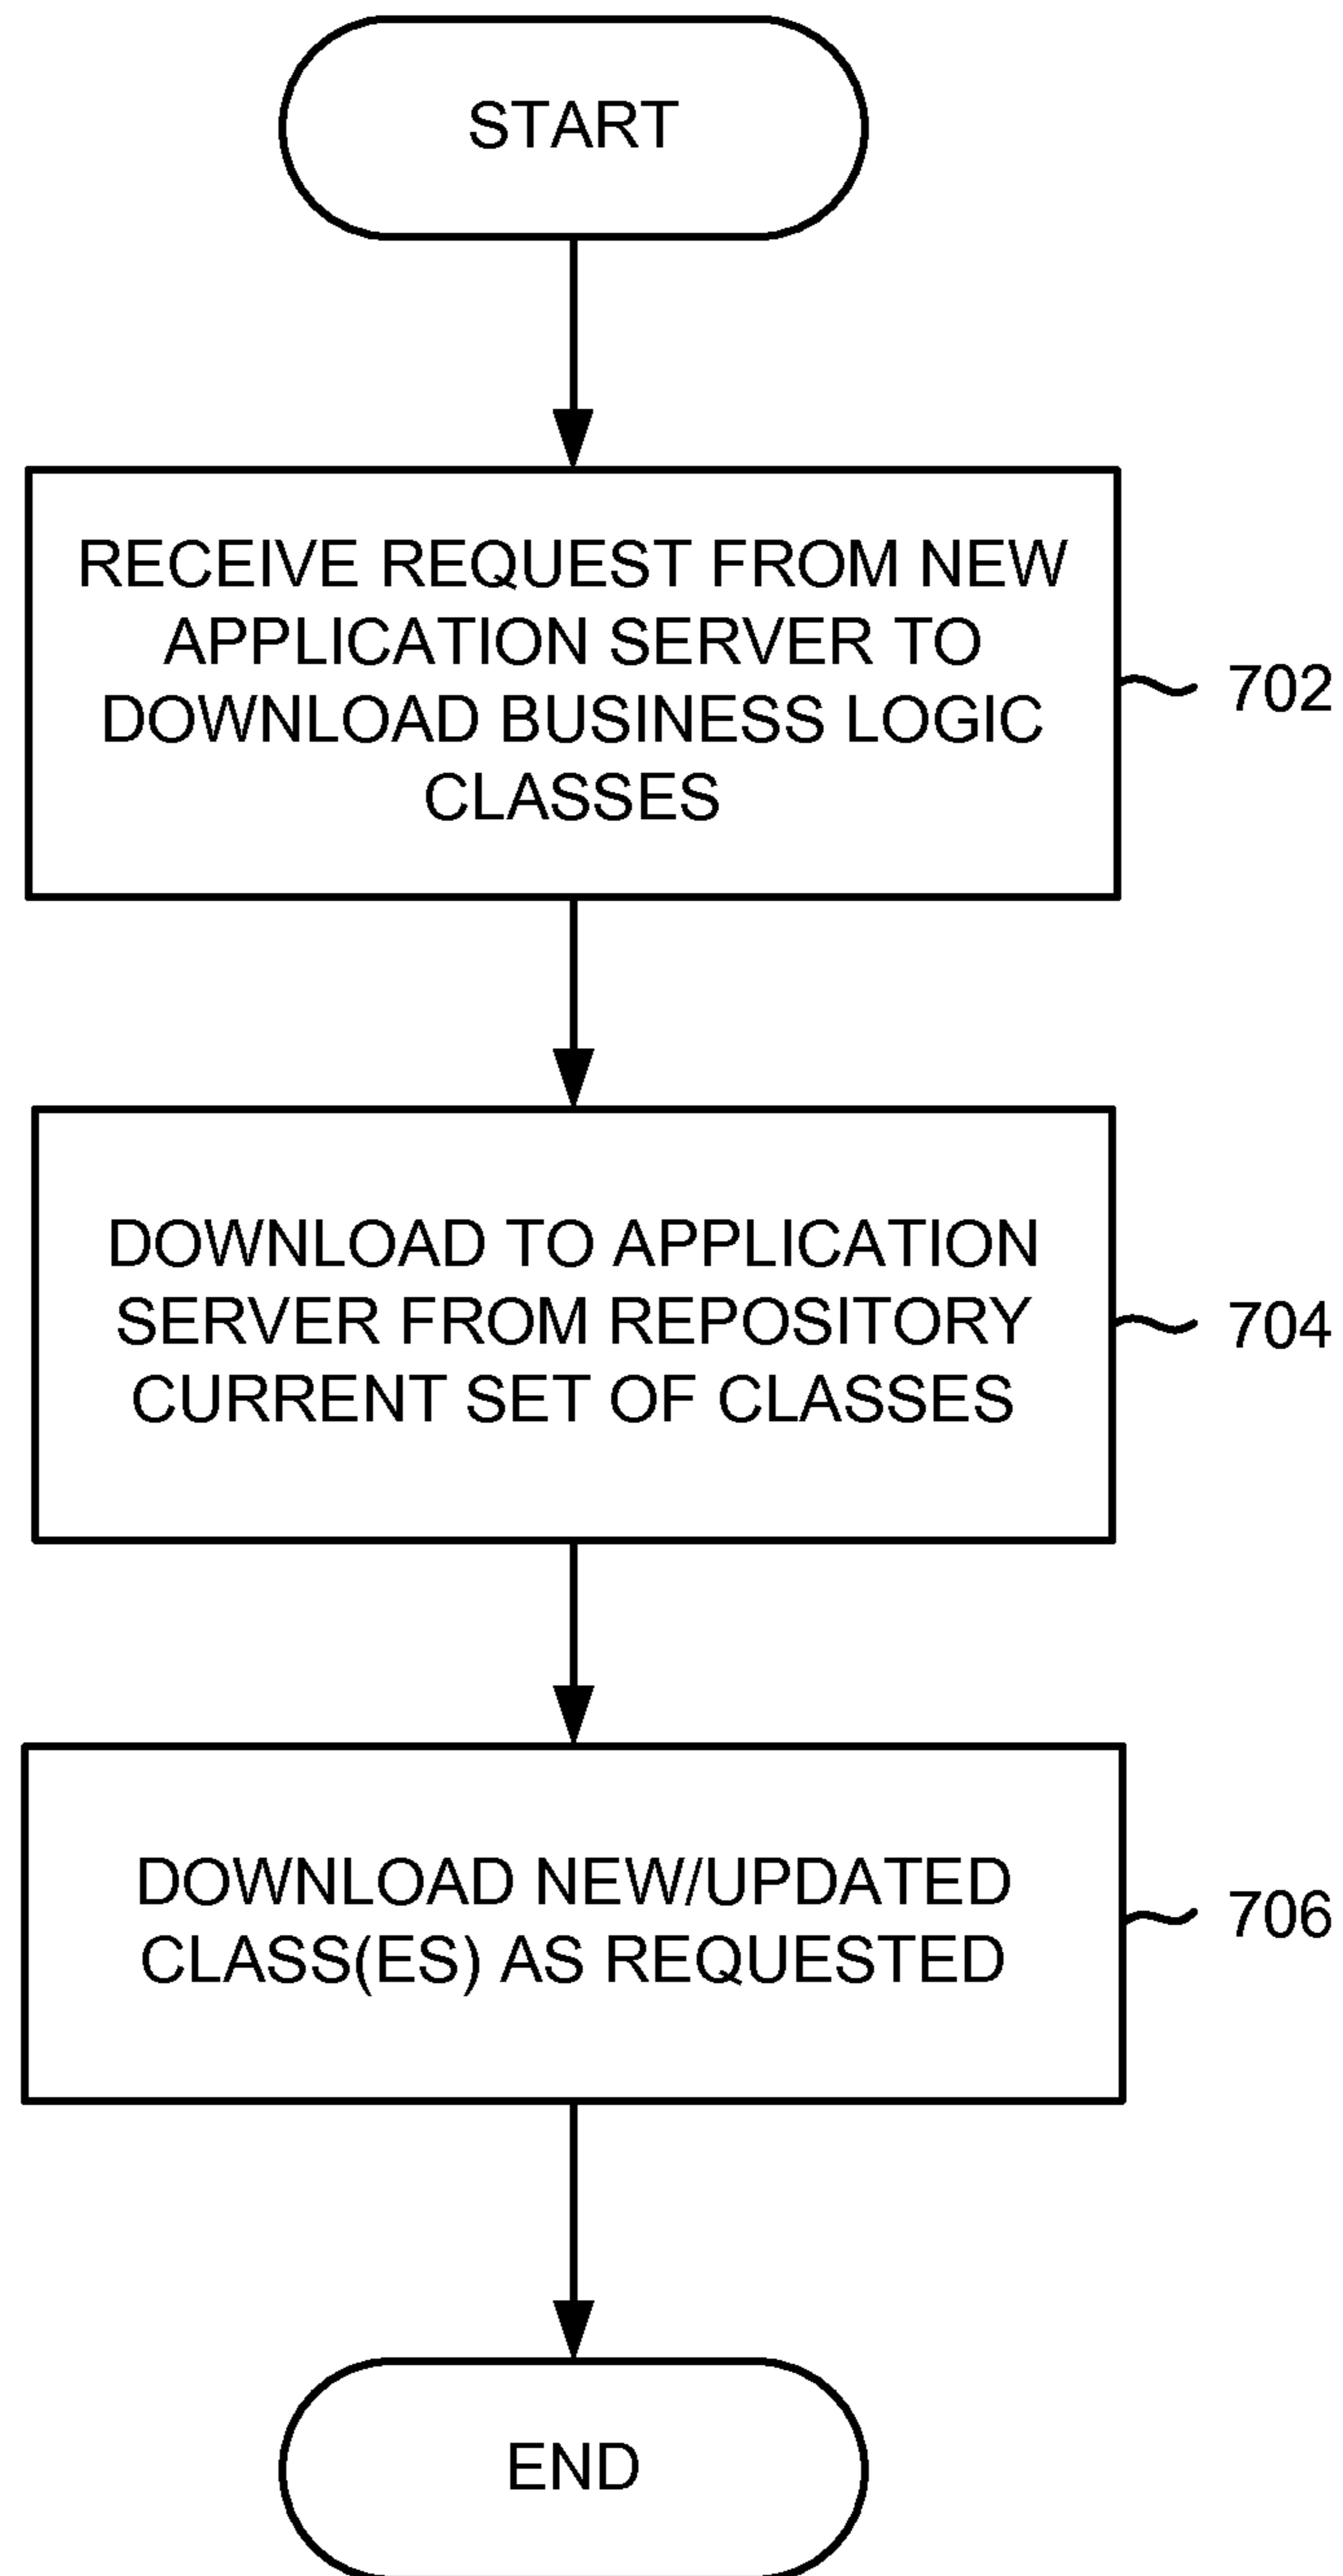 START
RECEIVE REQUEST FROM NEW
APPLICATION SERVER TO
DOWNLOAD BUSINESS LOGIC
CLASSES
702
DOWNLOAD TO APPLICATION
SERVER FROM REPOSITORY
CURRENT SET OF CLASSES
704
DOWNLOAD NEW/UPDATED
CLASS(ES) AS REQUESTED
706
END